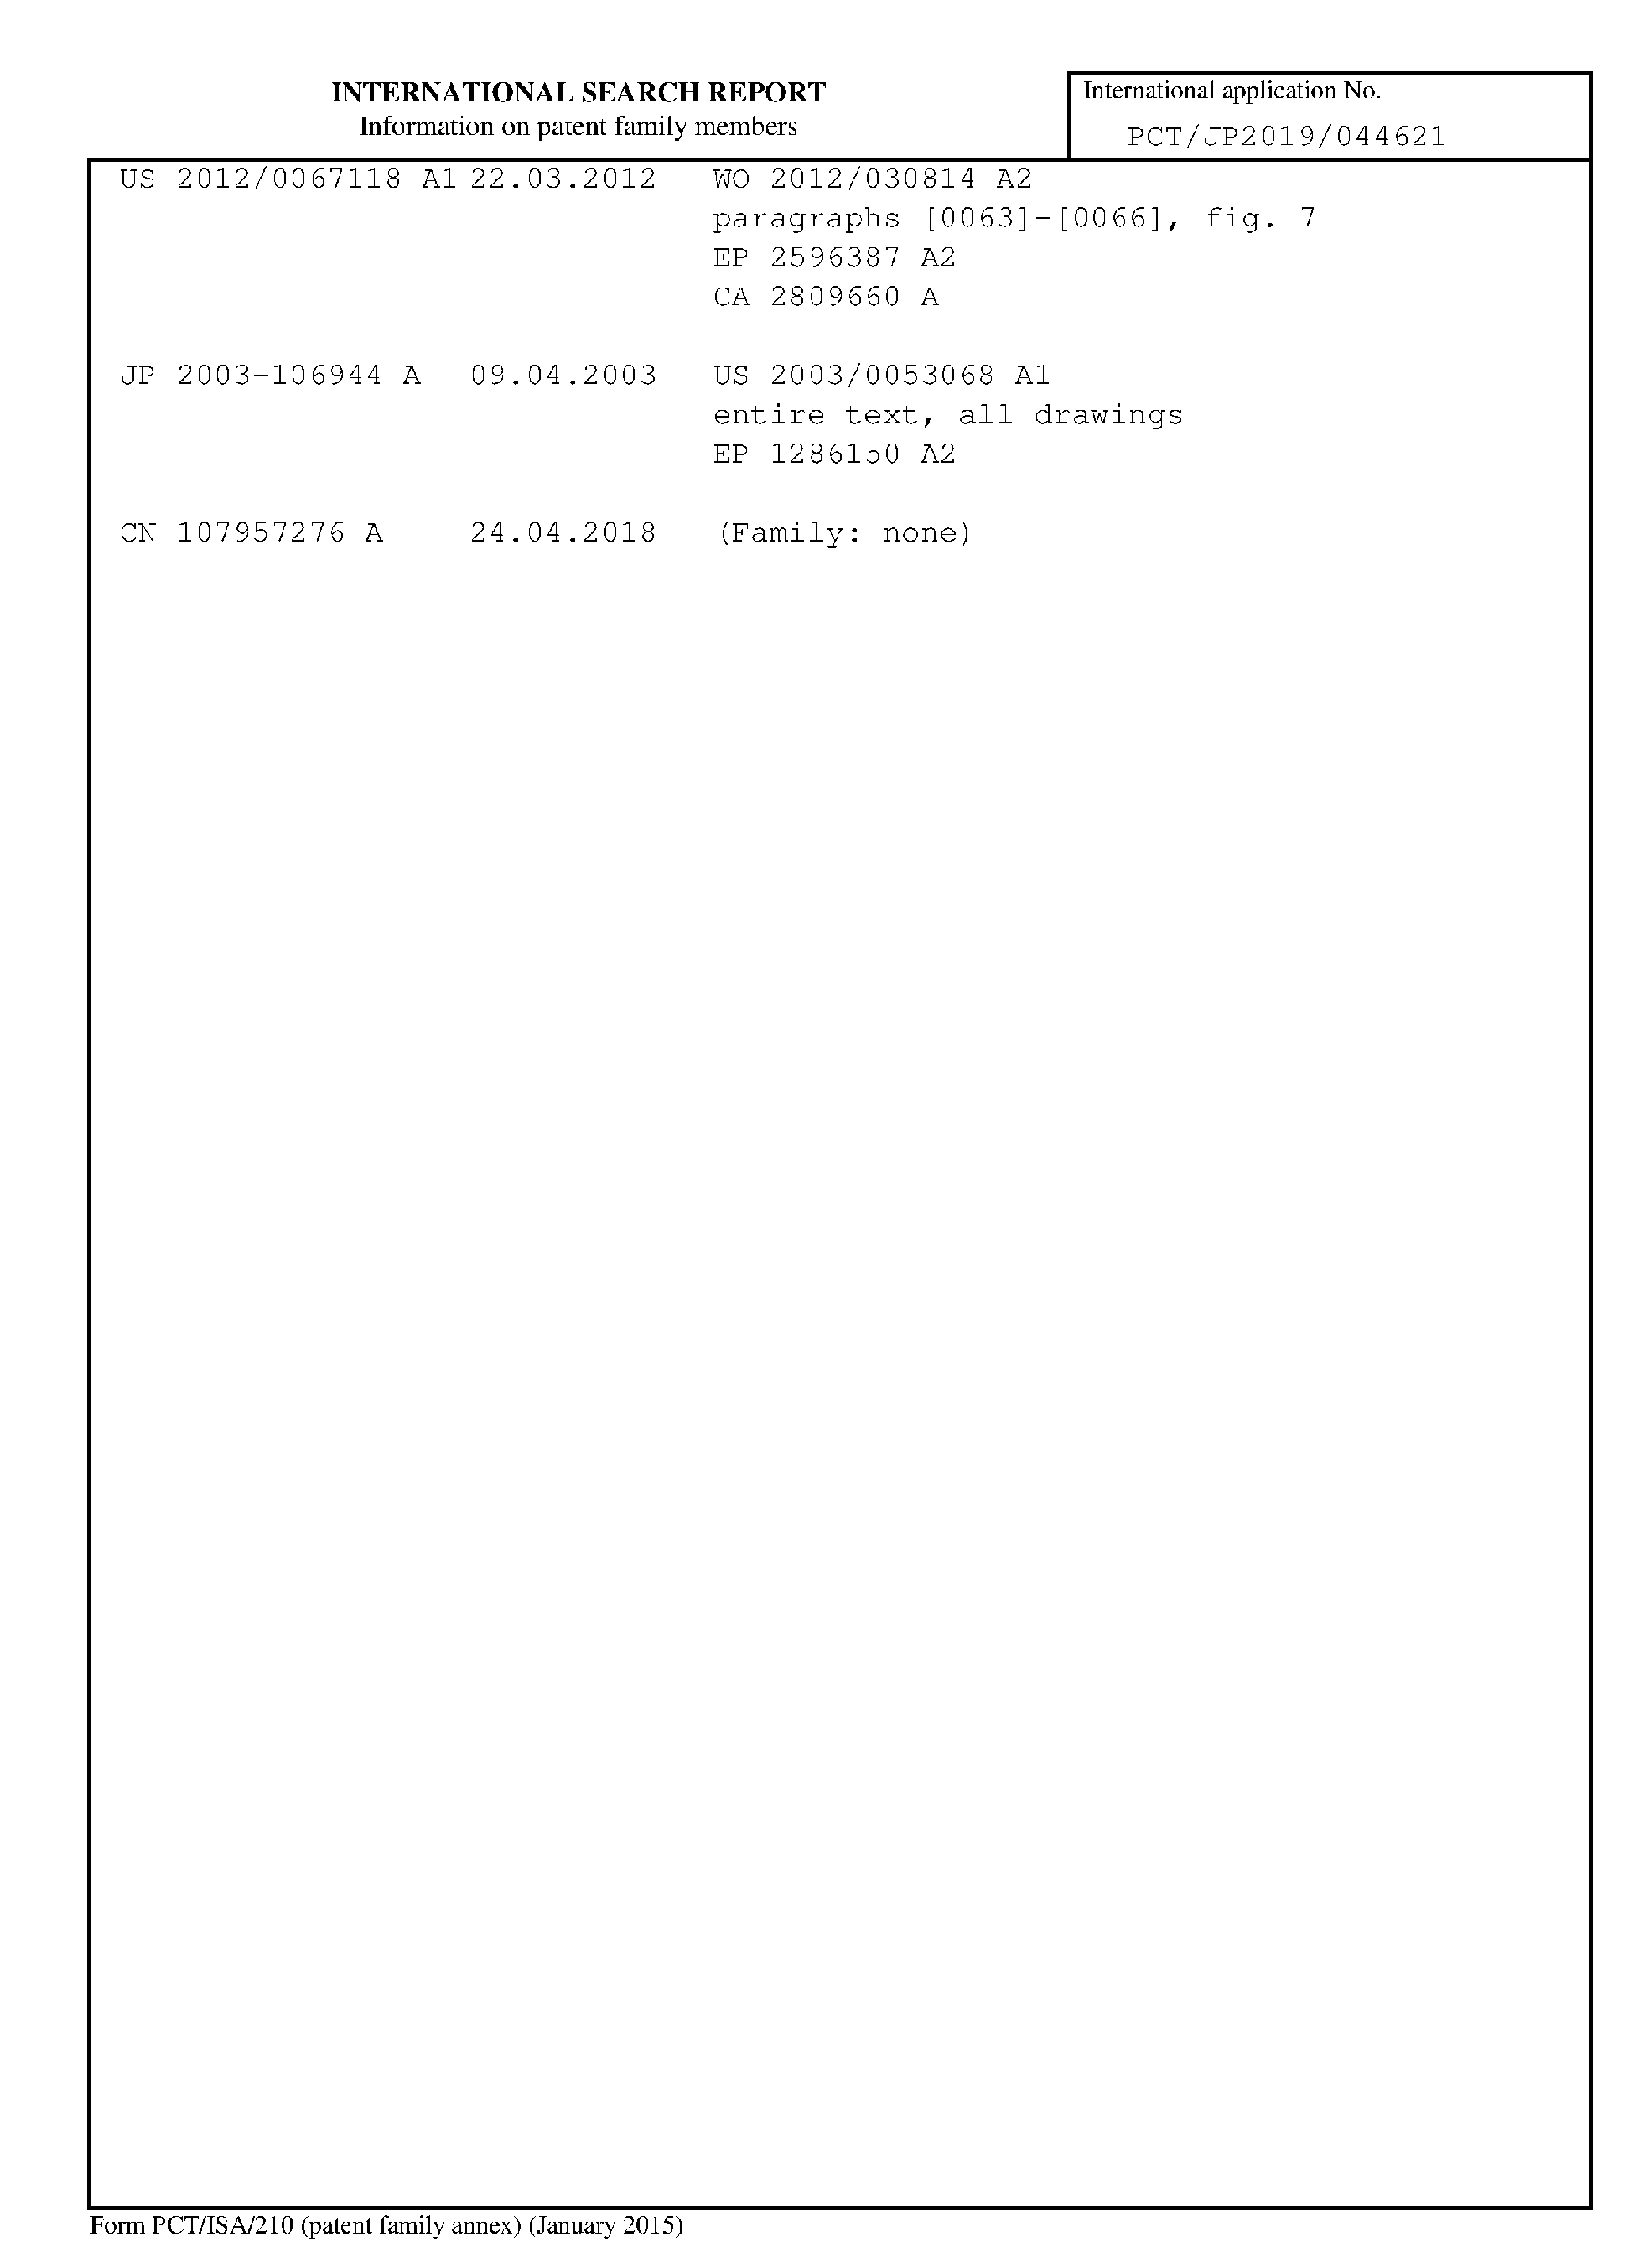 INTERNATIONAL SEARCH REPORT
Information on patent family members
International application No.
PCT/JP2019/044621
US 2012/0067118 A1 22.03.2012 WO 2012/030814 A2
paragraphs [0063]-[0066], fig. 7
EP 2596387 A2
CA 2809660 A
JP 2003-106944 A 09.04.2003 US 2003/0053068 A1
entire text, all drawings
EP 1286150 A2
CN 107957276 A 24.04.2018 (Family: none)
Form PCT/ISA/210 (patent family annex) (January 2015)